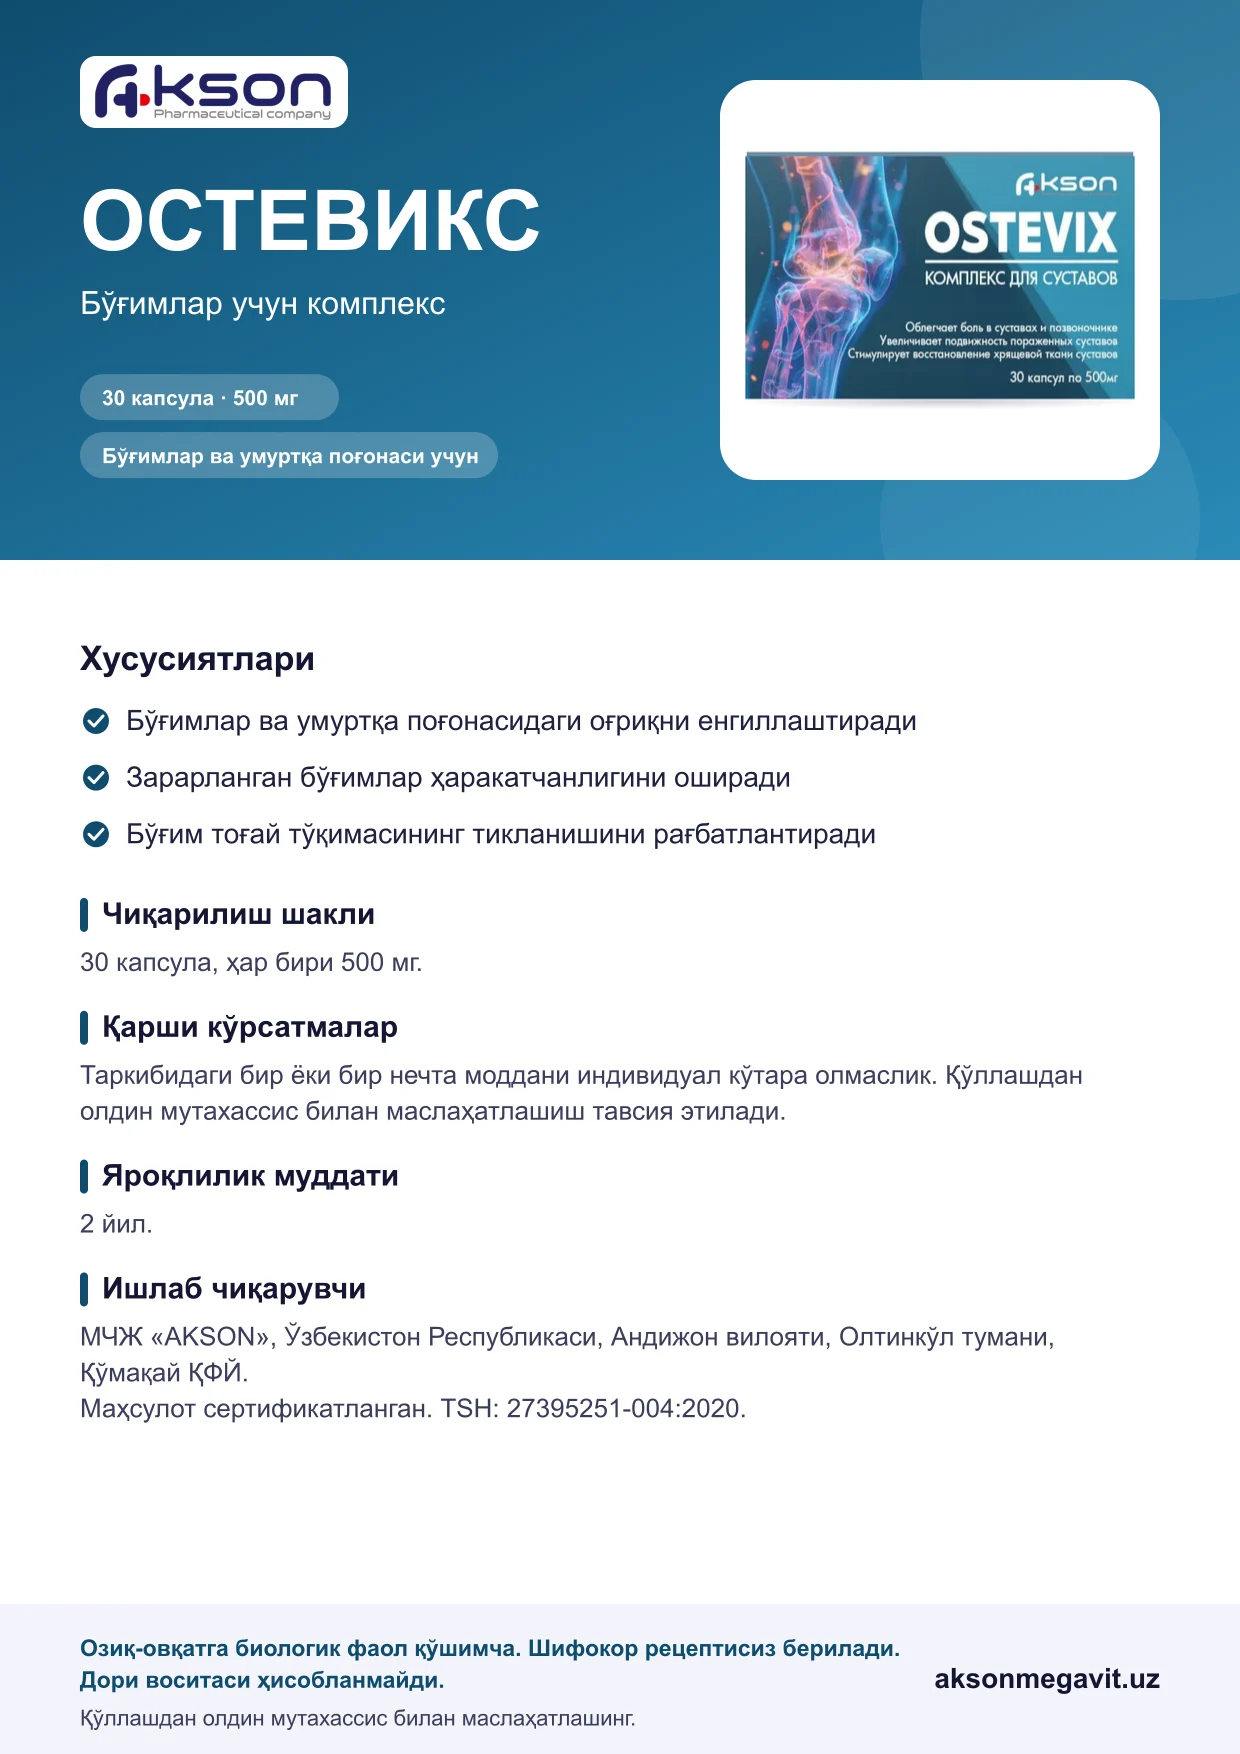 Akson
Pharmaceutical company
ОСТЕВИКС
Бўғимлар учун комплекс
30 капсула · 500 мг
Бўғимлар ва умуртқа поғонаси учун
Akson
OSTEVIX
КОМПЛЕКС ДЛЯ СУСТАВОВ
Облегчает боль в суставах и позвоночнике
Увеличивает подвижность пораженных суставов
Стимулирует восстановление хрящевой ткани суставов
30 капсул по 500мг
Хусусиятлари
Бўғимлар ва умуртқа поғонасидаги оғриқни енгиллаштиради
Зарарланган бўғимлар ҳаракатчанлигини оширади
Бўғим тоғай тўқимасининг тикланишини рағбатлантиради
Чиқарилиш шакли
30 капсула, ҳар бири 500 мг.
Қарши кўрсатмалар
Таркибидаги бир ёки бир нечта моддани индивидуал кўтара олмаслик. Қўллашдан
олдин мутахассис билан маслаҳатлашиш тавсия этилади.
Яроқлилик муддати
2 йил.
Ишлаб чиқарувчи
МЧЖ «AKSON», Ўзбекистон Республикаси, Андижон вилояти, Олтинкўл тумани,
Қўмақай ҚФЙ.
Маҳсулот сертификатланган. TSH: 27395251-004:2020.
Озиқ-овқатга биологик фаол қўшимча. Шифокор рецептисиз берилади.
Дори воситаси ҳисобланмайди.
Қўллашдан олдин мутахассис билан маслаҳатлашинг.
aksonmegavit.uz